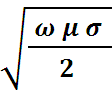 √(ω μ σ / 2)